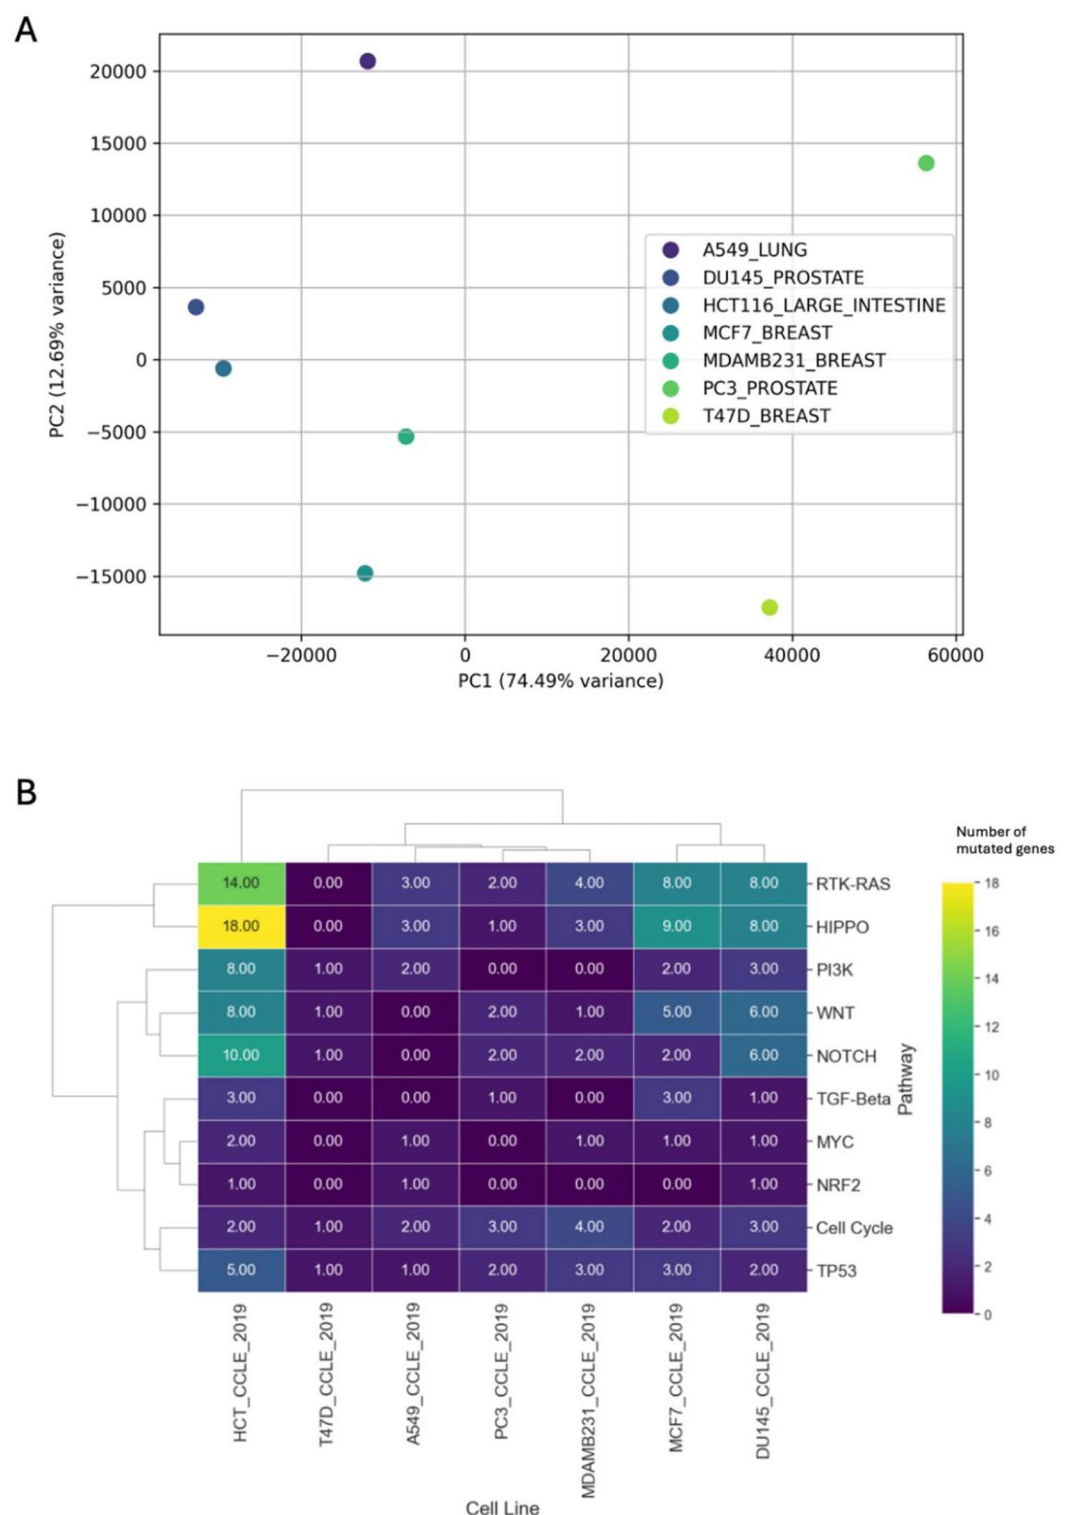 A
20000
15000
10000
5000
0
−5000
−10000
−15000
PC2 (12.69% variance)
A549_LUNG
DU145_PROSTATE
HCT116_LARGE_INTESTINE
MCF7_BREAST
MDAMB231_BREAST
PC3_PROSTATE
T47D_BREAST
−20000 0 20000 40000 60000
PC1 (74.49% variance)
B
Number of
mutated genes
14.00 0.00 3.00 2.00 4.00 8.00 8.00 RTK-RAS
18.00 0.00 3.00 1.00 3.00 9.00 8.00 HIPPO
8.00 1.00 2.00 0.00 0.00 2.00 3.00 PI3K
8.00 1.00 0.00 2.00 1.00 5.00 6.00 WNT
10.00 1.00 0.00 2.00 2.00 2.00 6.00 NOTCH
3.00 0.00 0.00 1.00 0.00 3.00 1.00 TGF-Beta
2.00 0.00 1.00 0.00 1.00 1.00 1.00 MYC
1.00 0.00 1.00 0.00 0.00 0.00 1.00 NRF2
2.00 1.00 2.00 3.00 4.00 2.00 3.00 Cell Cycle
5.00 1.00 1.00 2.00 3.00 3.00 2.00 TP53
Pathway
18
16
14
12
10
8
6
4
2
0
HCT_CCLE_2019
T47D_CCLE_2019
A549_CCLE_2019
PC3_CCLE_2019
MDAMB231_CCLE_2019
MCF7_CCLE_2019
DU145_CCLE_2019
Cell Line